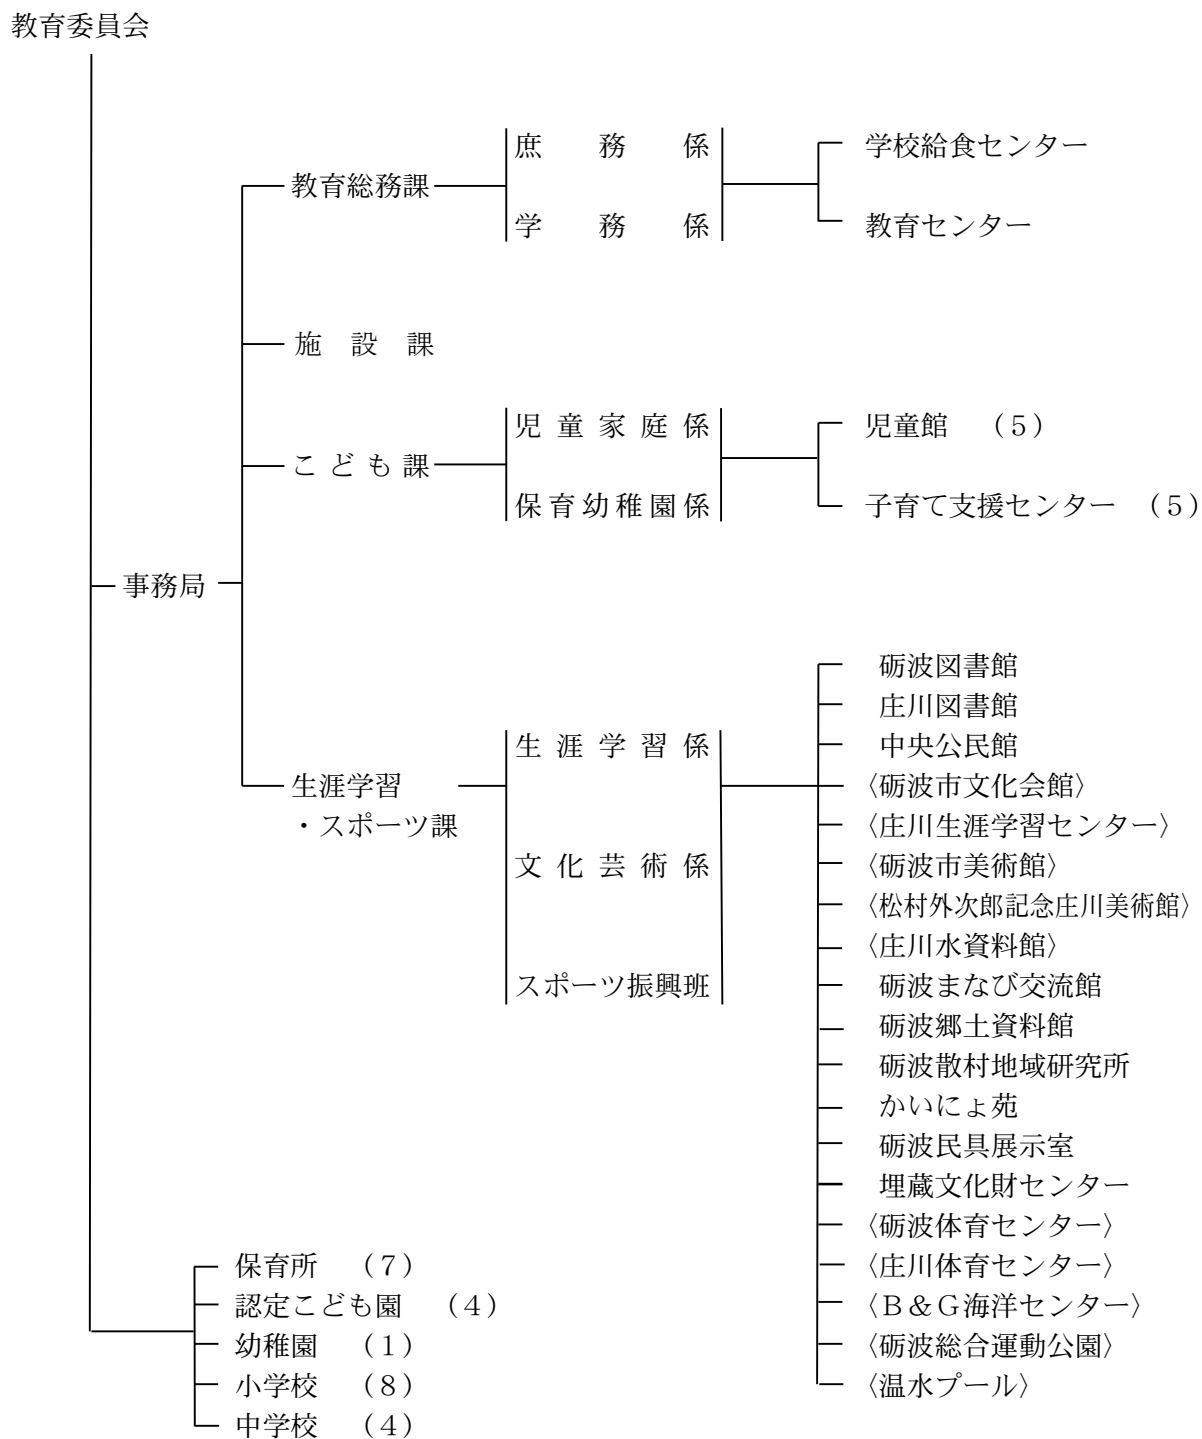 教育委員会
庶務係
学校給食センター
教育総務課
学務係
教育センター
施設課
児童家庭係
児童館　（５）
こども課
保育幼稚園係
子育て支援センター　（５）
事務局
砺波図書館
庄川図書館
生涯学習係
中央公民館
生涯学習
〈砺波市文化会館〉
・スポーツ課
〈庄川生涯学習センター〉
文化芸術係
〈砺波市美術館〉
〈松村外次郎記念庄川美術館〉
〈庄川水資料館〉
スポーツ振興班
砺波まなび交流館
砺波郷土資料館
砺波散村地域研究所
かいにょ苑
砺波民具展示室
埋蔵文化財センター
〈砺波体育センター〉
保育所　（７）
〈庄川体育センター〉
認定こども園　（４）
〈Ｂ＆Ｇ海洋センター〉
幼稚園　（１）
〈砺波総合運動公園〉
小学校　（８）
〈温水プール〉
中学校　（４）